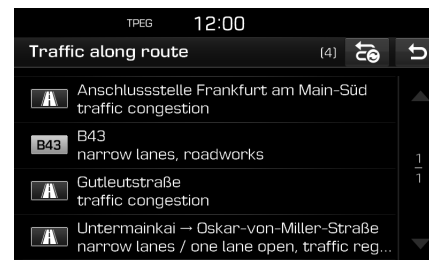 TPEG 12:00
Traffic along route (4)
Anschlussstelle Frankfurt am Main-Süd
traffic congestion
B43 B43
narrow lanes, roadworks
Gutleutstraße
traffic congestion
Untermainkai → Oskar-von-Miller-Straße
narrow lanes / one lane open, traffic reg...
1
1